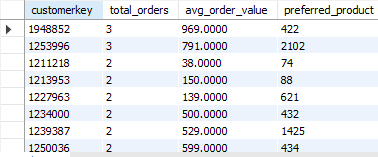 customerkey total_orders avg_order_value preferred_product
1948852 3 969.0000 422
1253996 3 791.0000 2102
1211218 2 38.0000 74
1213953 2 150.0000 88
1227963 2 139.0000 621
1234000 2 500.0000 432
1239387 2 529.0000 1425
1250036 2 599.0000 434